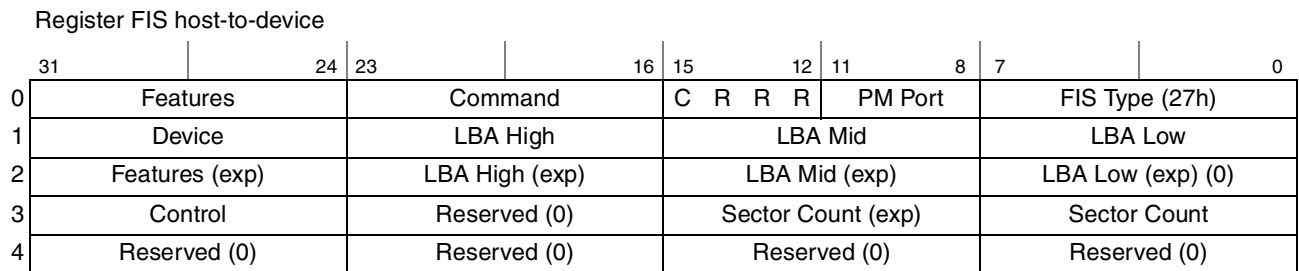 Register FIS host-to-device
31 24 23 16 15 12 11 8 7 0
0 Features Command C R R R PM Port FIS Type (27h)
1 Device LBA High LBA Mid LBA Low
2 Features (exp) LBA High (exp) LBA Mid (exp) LBA Low (exp) (0)
3 Control Reserved (0) Sector Count (exp) Sector Count
4 Reserved (0) Reserved (0) Reserved (0) Reserved (0)